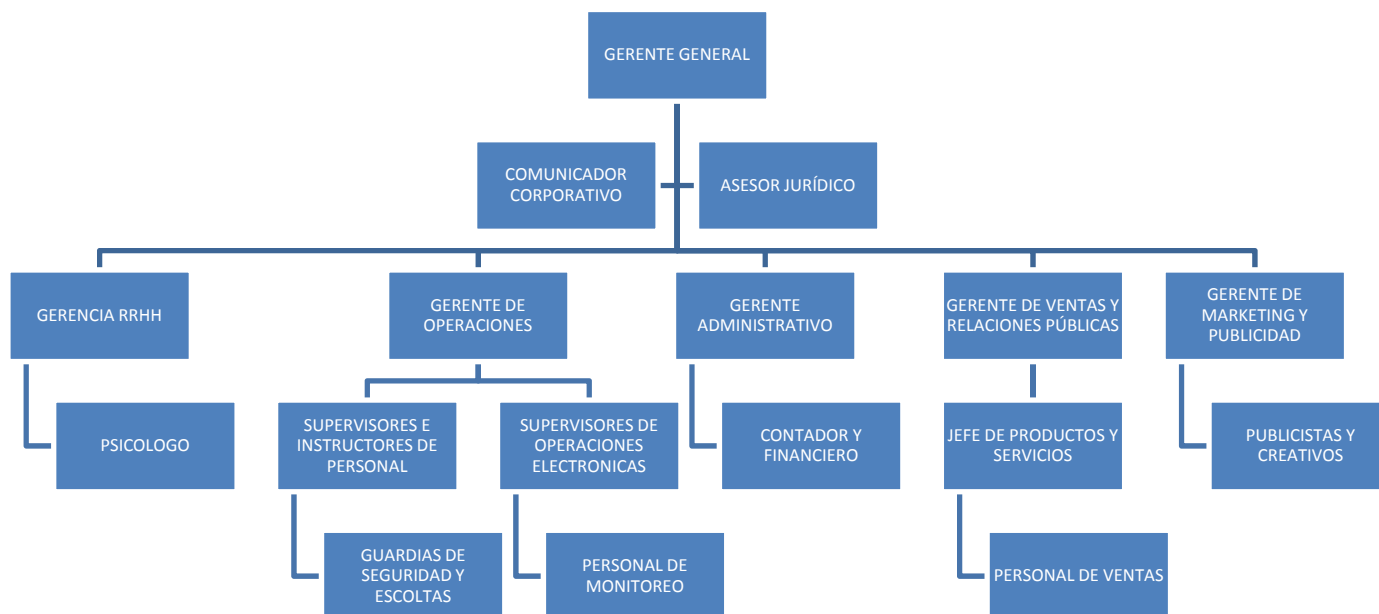 GERENTE GENERAL
COMUNICADOR
CORPORATIVO
ASESOR JURÍDICO
GERENCIA RRHH
GERENTE DE
OPERACIONES
GERENTE
ADMINISTRATIVO
GERENTE DE VENTAS Y
RELACIONES PÚBLICAS
GERENTE DE
MARKETING Y
PUBLICIDAD
PSICOLOGO
SUPERVISORES E
INSTRUCTORES DE
PERSONAL
SUPERVISORES DE
OPERACIONES
ELECTRONICAS
CONTADOR Y
FINANCIERO
JEFE DE PRODUCTOS Y
SERVICIOS
PUBLICISTAS Y
CREATIVOS
GUARDIAS DE
SEGURIDAD Y
ESCOLTAS
PERSONAL DE
MONITOREO
PERSONAL DE VENTAS